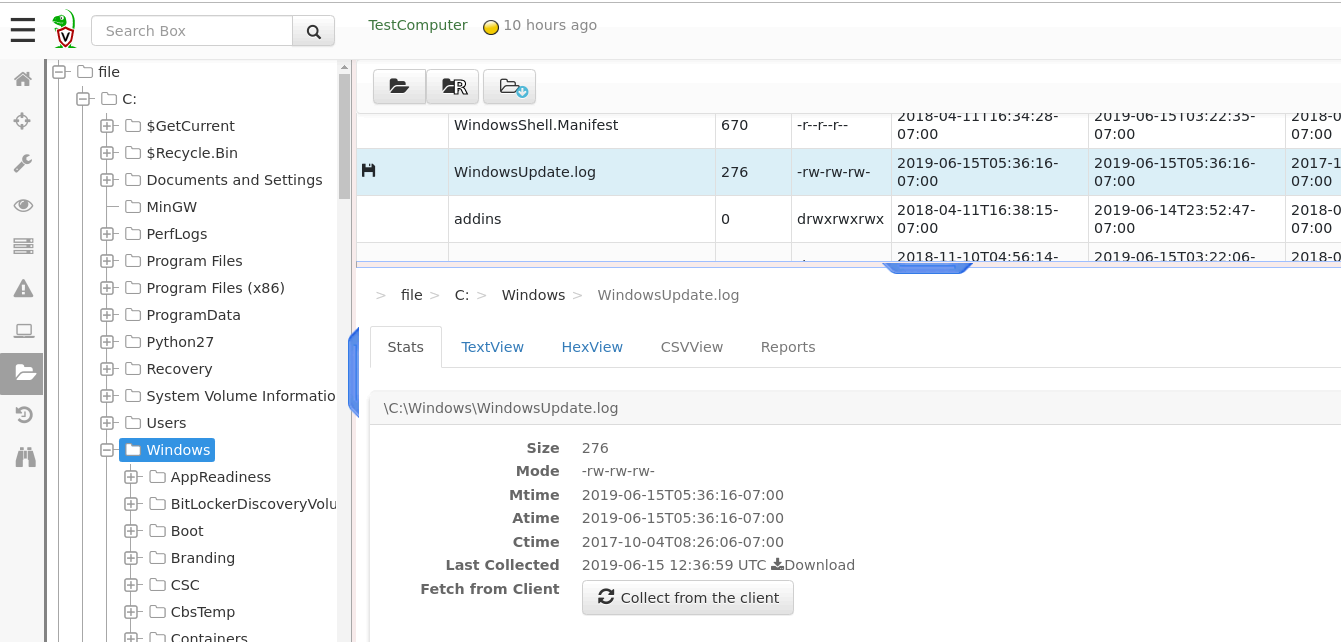 Search Box
TestComputer 10 hours ago
file
C:
$GetCurrent
$Recycle.Bin
Documents and Settings
MinGW
PerfLogs
Program Files
Program Files (x86)
ProgramData
Python27
Recovery
System Volume Informatio
Users
Windows
AppReadiness
BitLockerDiscoveryVolu
Boot
Branding
CSC
CbsTemp
Containers
R
WindowsShell.Manifest 670 -r--r--r-- 2018-04-11T16:34:28- 2019-06-15T03:22:35- 2018-0
07:00 07:00 07:00
WindowsUpdate.log 276 -rw-rw-rw- 2019-06-15T05:36:16- 2019-06-15T05:36:16- 2017-1
07:00 07:00 07:00
addins 0 drwxrwxrwx 2018-04-11T16:38:15- 2019-06-14T23:52:47- 2018-0
07:00 07:00 07:00
2018-11-10T04:56:14- 2019-06-15T03:22:06- 2018-0
> file > C: > Windows > WindowsUpdate.log
Stats TextView HexView CSVView Reports
\C:\Windows\WindowsUpdate.log
Size 276
Mode -rw-rw-rw-
Mtime 2019-06-15T05:36:16-07:00
Atime 2019-06-15T05:36:16-07:00
Ctime 2017-10-04T08:26:06-07:00
Last Collected 2019-06-15 12:36:59 UTC Download
Fetch from Client Collect from the client